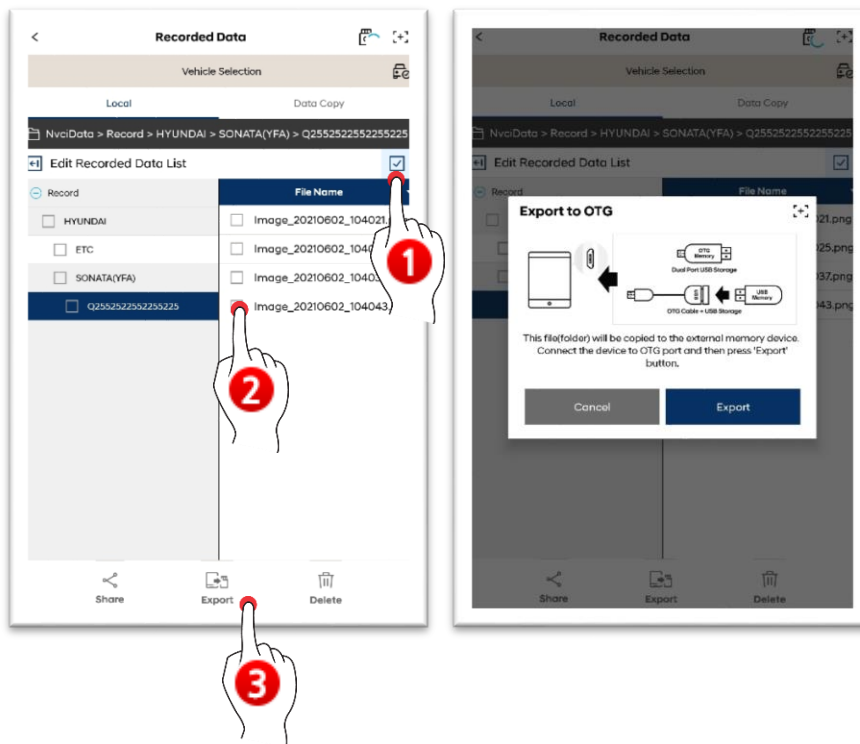 Recorded Data
Vehicle Selection
Local
Data Copy
NvciData > Record > HYUNDAI > SONATA(YFA) > Q2552522552255225
Edit Recorded Data List
Record
File Name
HYUNDAI
Image_20210602_104021.
ETC
Image_20210602_1040
SONATA(YFA)
Image_20210602_1040
Q2552522552255225
Image_20210602_104043.
1
2
Share
Export
Delete
3
Recorded Data
Vehicle Selection
Local
Data Copy
NvciData > Record > HYUNDAI > SONATA(YFA) > Q2552522552255225
Edit Recorded Data List
Record
File Name
21.png
25.png
37.png
43.png
Export to OTG
OTG
Memory
Dual Port USB Storage
USB
USB
Memory
OTG Cable + USB Storage
This file(folder) will be copied to the external memory device.
Connect the device to OTG port and then press 'Export'
button.
Cancel
Export
Share
Export
Delete